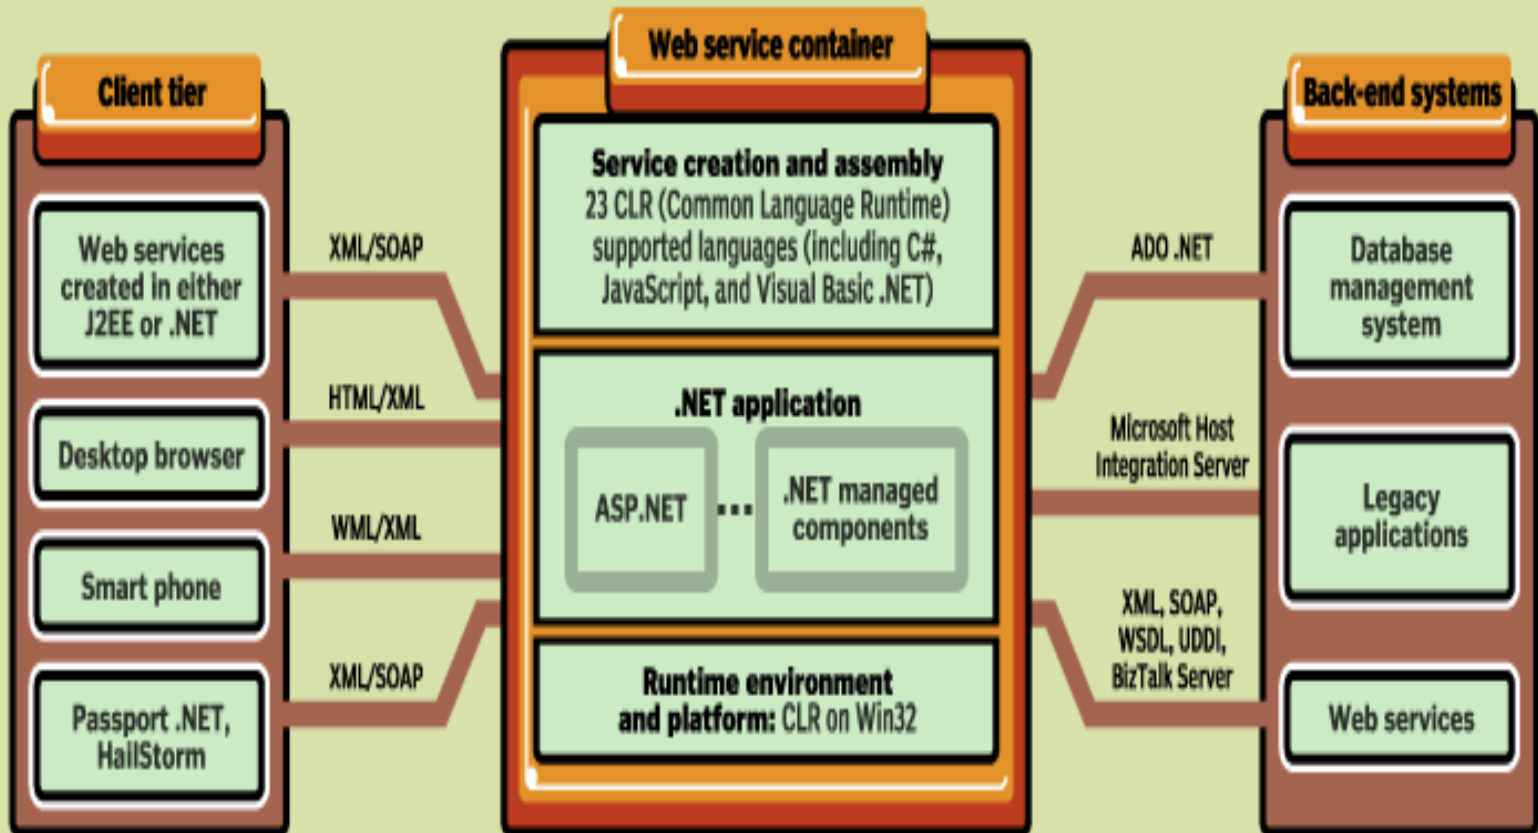 Client tier
Web services
created in either
J2EE or .NET
Desktop browser
Smart phone
Passport .NET,
HailStorm
XML/SOAP
HTML/XML
WML/XML
XML/SOAP
Web service container
Service creation and assembly
23 CLR (Common Language Runtime)
supported languages (including C#,
JavaScript, and Visual Basic .NET)
.NET application
ASP.NET
...
.NET managed
components
Runtime environment
and platform: CLR on Win32
ADO .NET
Microsoft Host
Integration Server
XML, SOAP,
WSDL, UDDI,
BizTalk Server
Back-end systems
Database
management
system
Legacy
applications
Web services